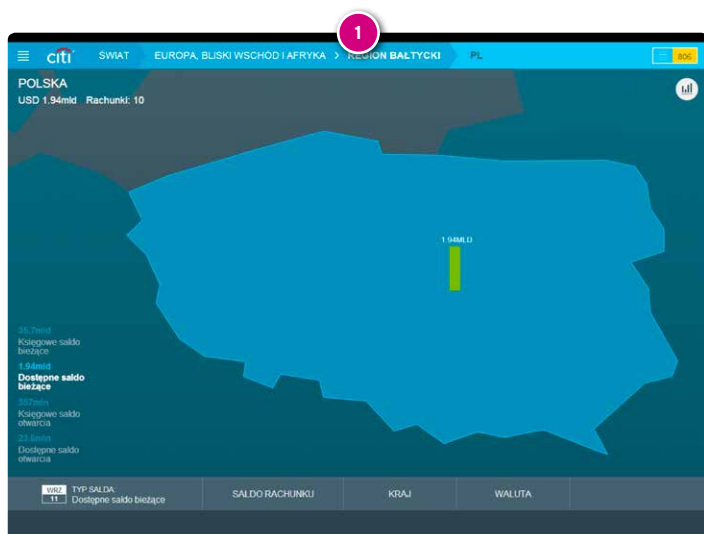 1
citi ŚWIAT EUROPA, BLISKI WSCHÓD I AFRYKA > REGION BAŁTYCKI PL 806
POLSKA
USD 1.94mld Rachunki: 10
1.94MLD
35.7mld
Księgowe saldo
bieżące
1.94mld
Dostępne saldo
bieżące
357mln
Księgowe saldo
otwarcia
Dostępne saldo
otwarcia
WRZ TYP SALDA:
11 Dostępne saldo bieżące
SALDO RACHUNKU KRAJ WALUTA